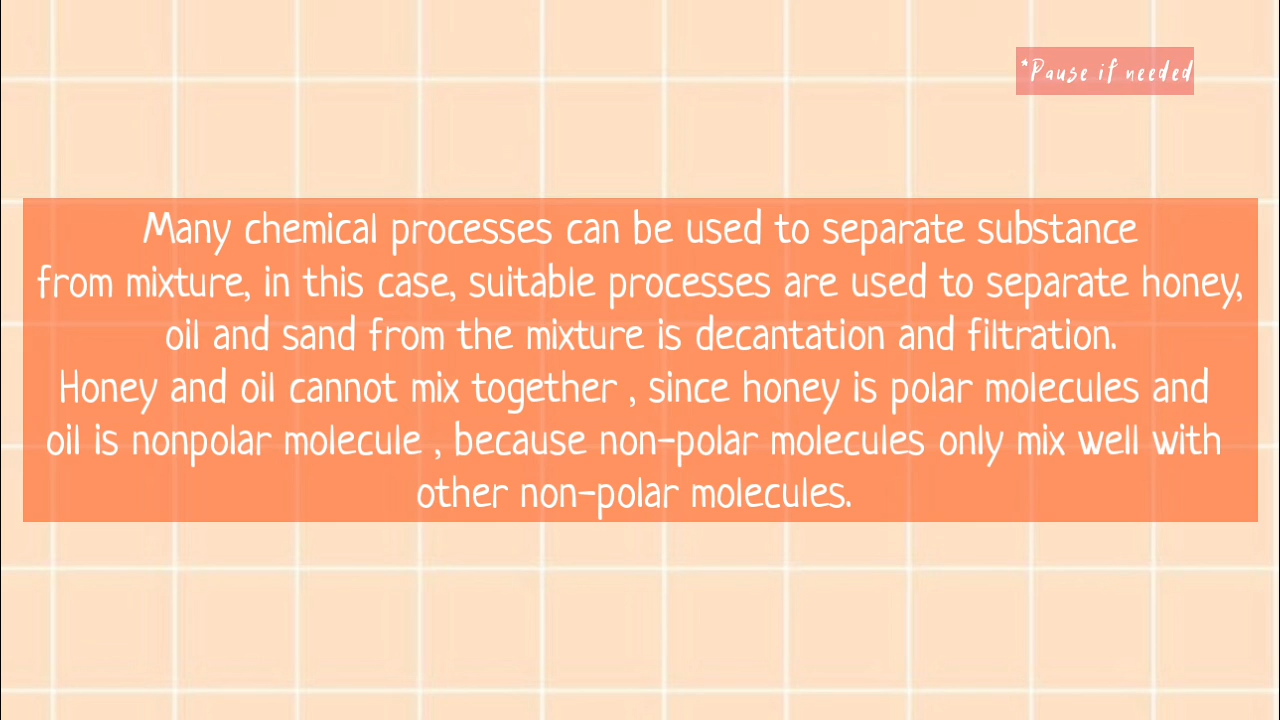 *Pause if needed
Many chemical processes can be used to separate substance
from mixture, in this case, suitable processes are used to separate honey,
oil and sand from the mixture is decantation and filtration.
Honey and oil cannot mix together , since honey is polar molecules and
oil is nonpolar molecule , because non-polar molecules only mix well with
other non-polar molecules.